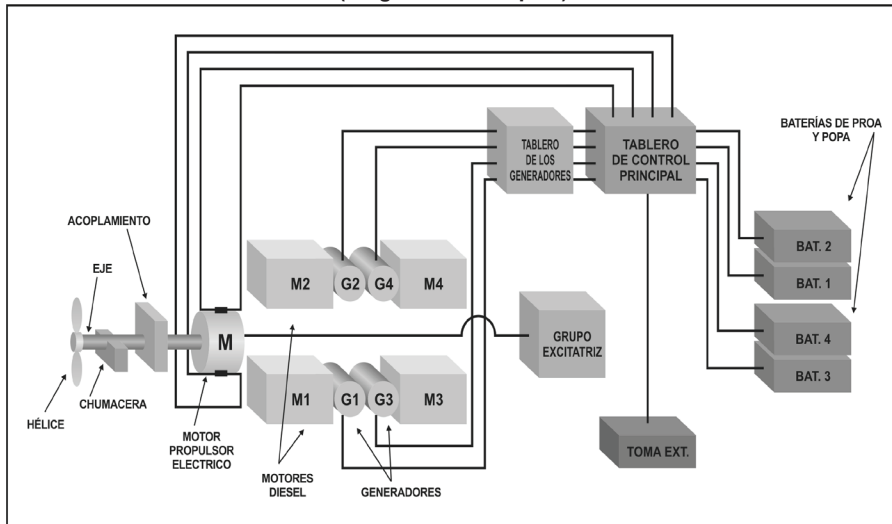 TABLERO
DE LOS
GENERADORES
TABLERO
DE CONTROL
PRINCIPAL
BATERÍAS DE PROA
Y POPA
ACOPLAMIENTO
EJE
BAT. 2
BAT. 1
BAT. 4
BAT. 3
M2
G2
G4
M4
M
GRUPO
EXCITATRIZ
M1
G1
G3
M3
CHUMACERA
HÉLICE
MOTOR
PROPULSOR
ELECTRICO
MOTORES
DIESEL
GENERADORES
TOMA EXT.